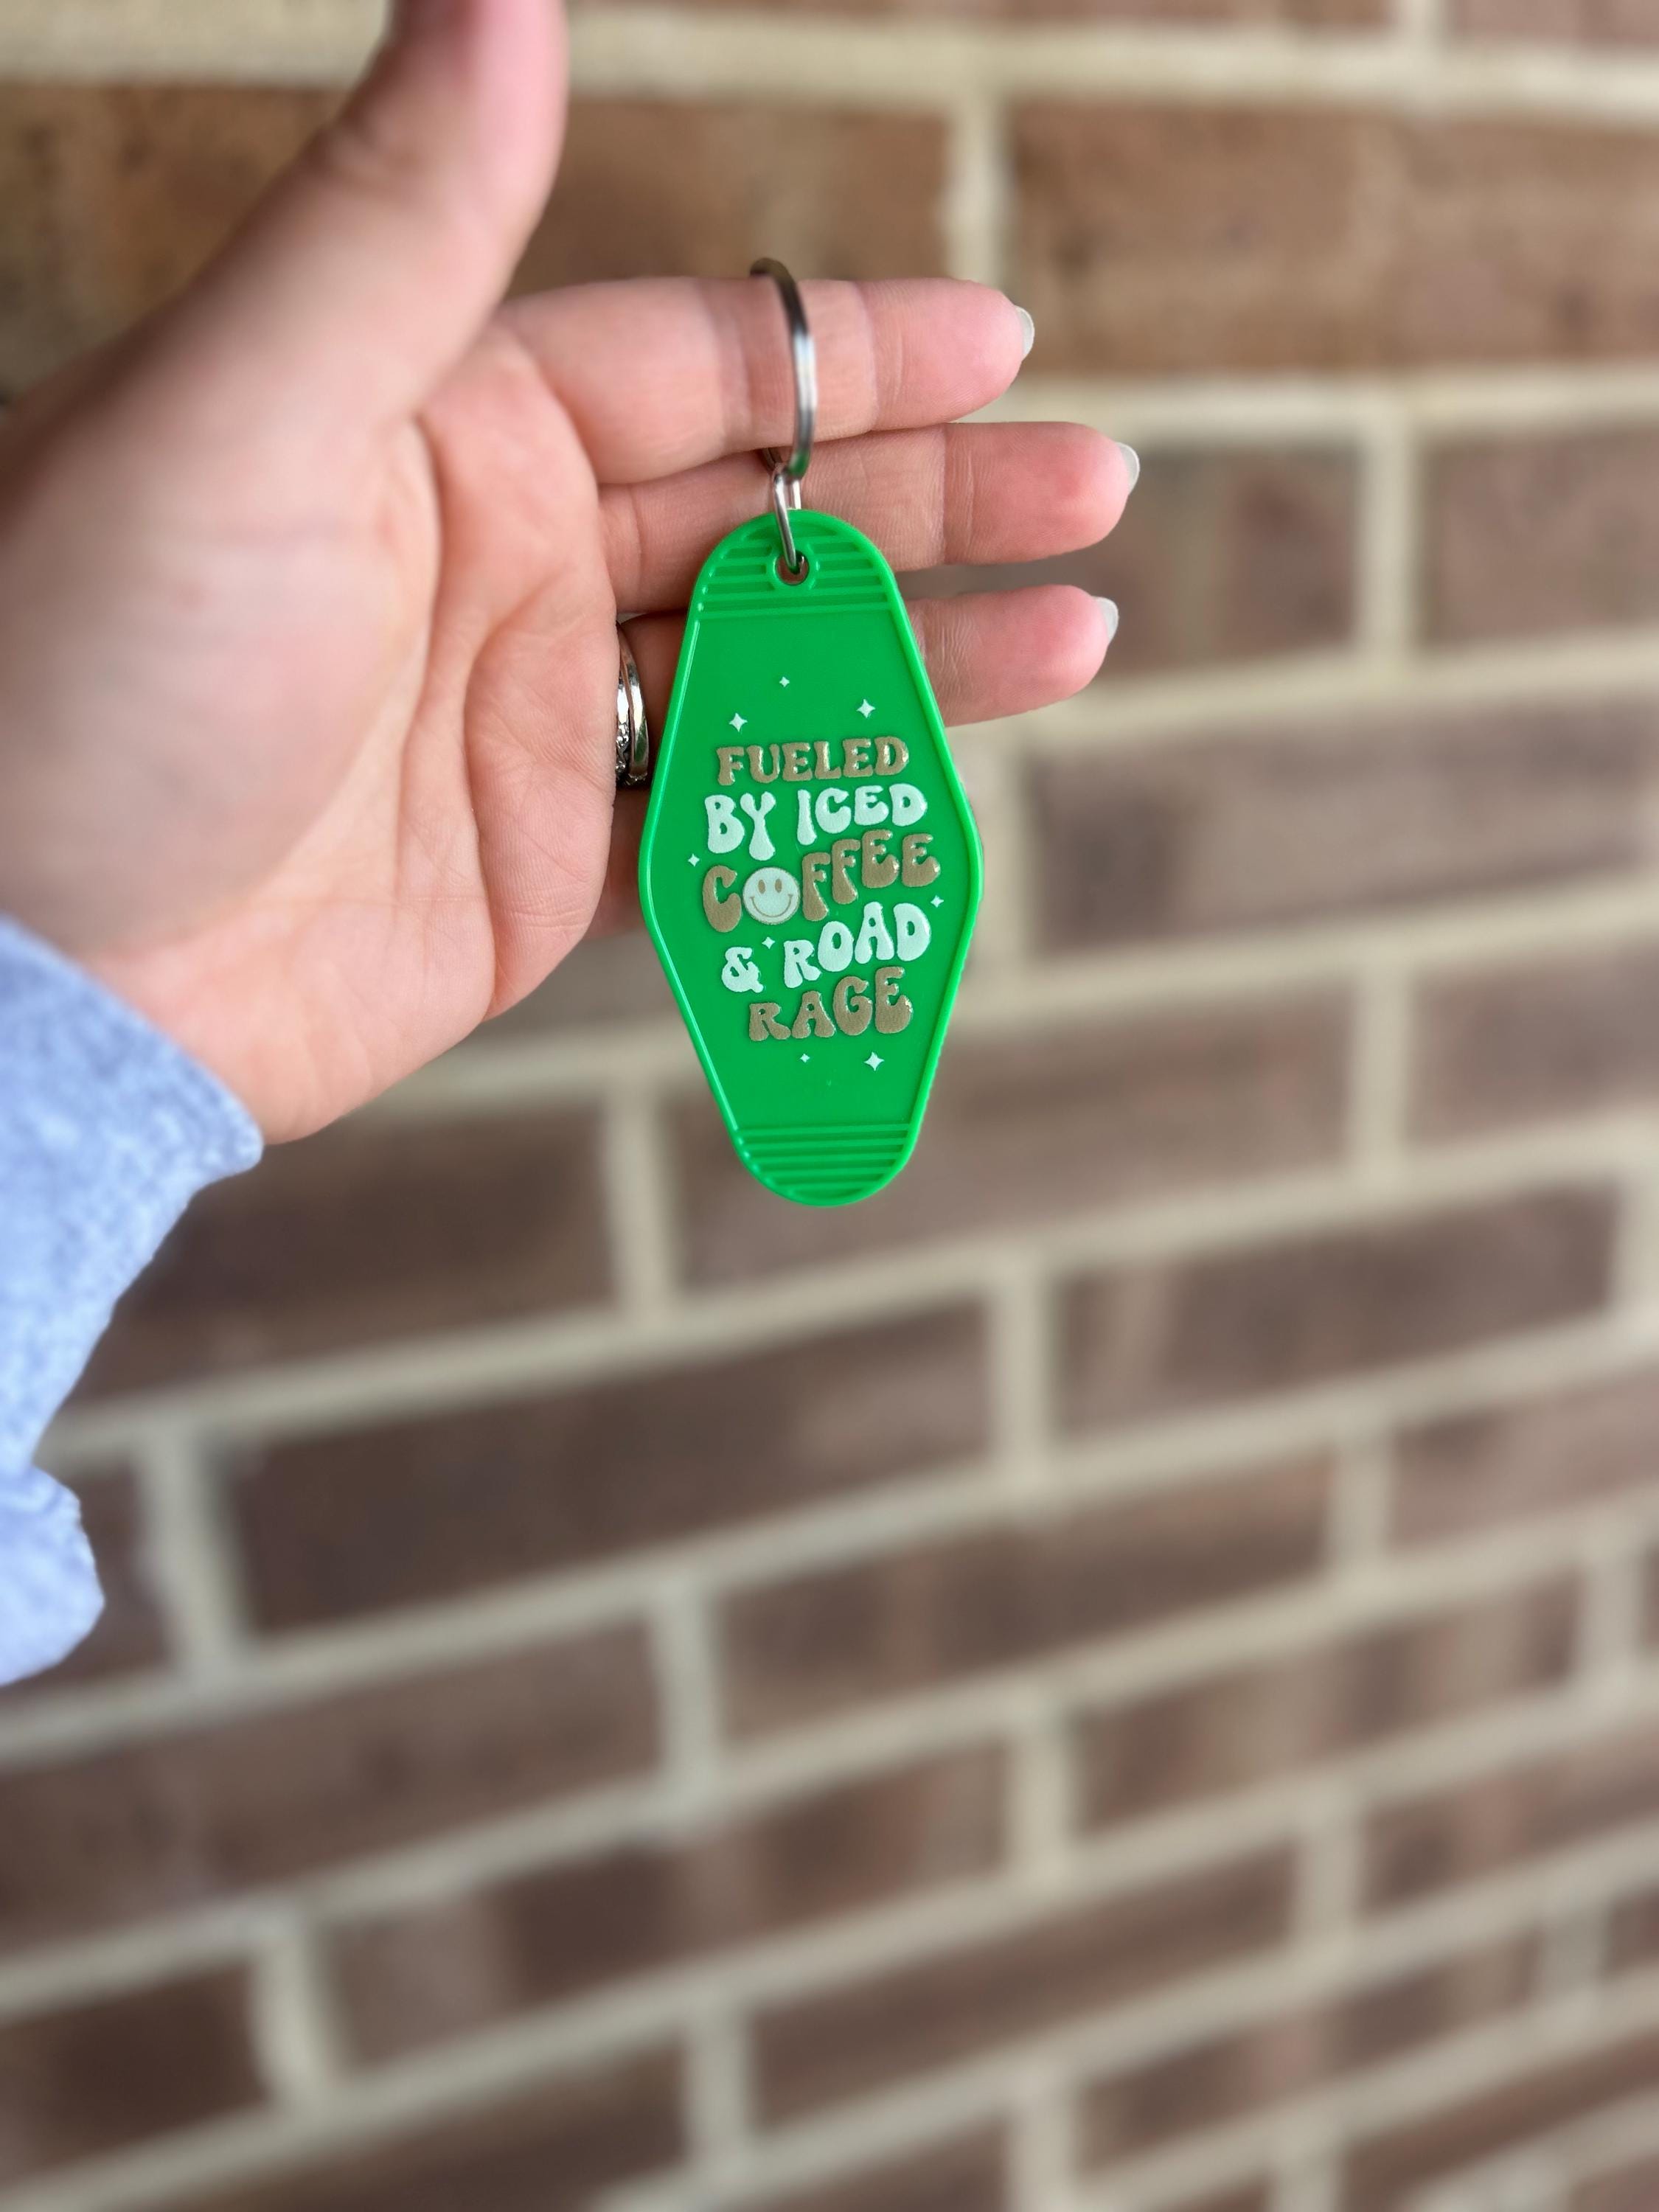 FUELED
BY ICED
COFFEE
& ROAD
RAGE